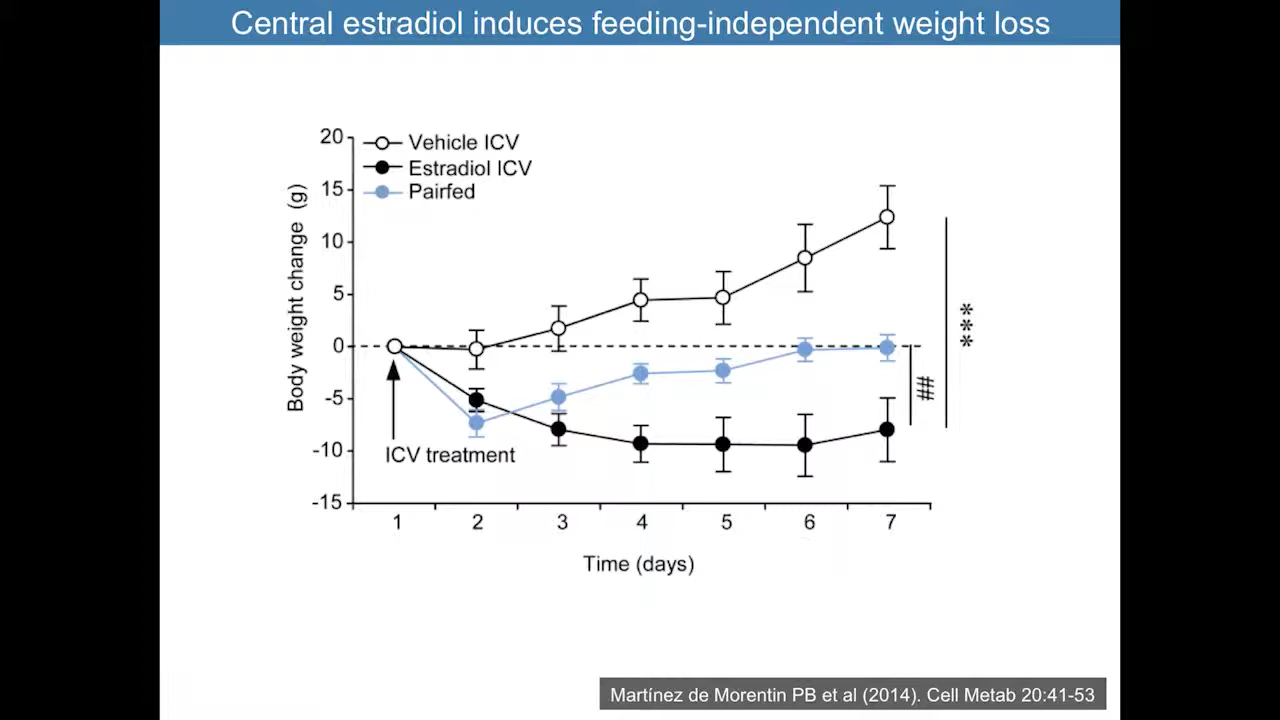 Central estradiol induces feeding-independent weight loss
20
Vehicle ICV
Estradiol ICV
15
Pairfed
10
5
0
-5
-10
-15
Body weight change (g)
ICV treatment
***
##
1 2 3 4 5 6 7
Time (days)
Martínez de Morentin PB et al (2014). Cell Metab 20:41-53